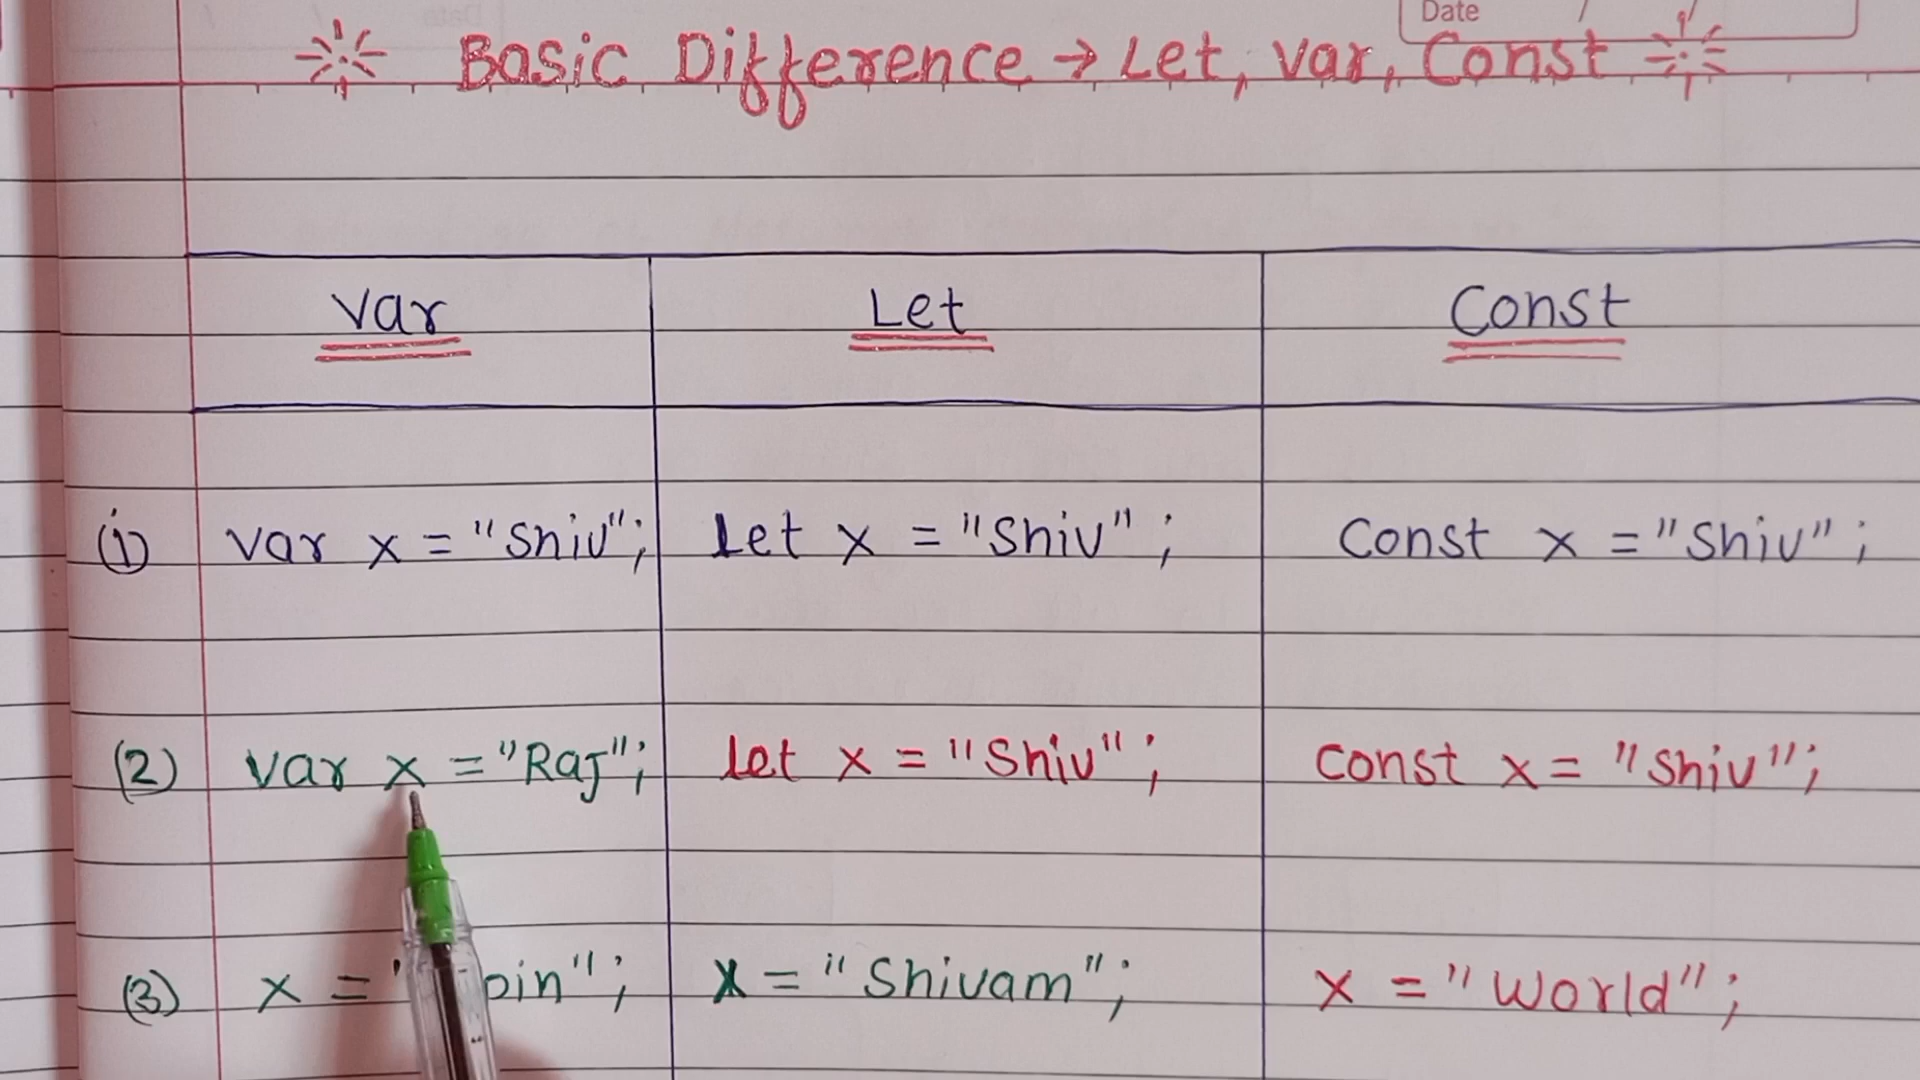 Date /   /
Basic Difference → Let, Var, Const
Var Let Const
(1) Var x = "Shiv"; Let x = "Shiv"; Const x = "Shiv";
(2) Var x = "Raj"; let x = "Shiv"; Const x = "Shiv";
(3) x = " x = "Shivam"; x = "World";